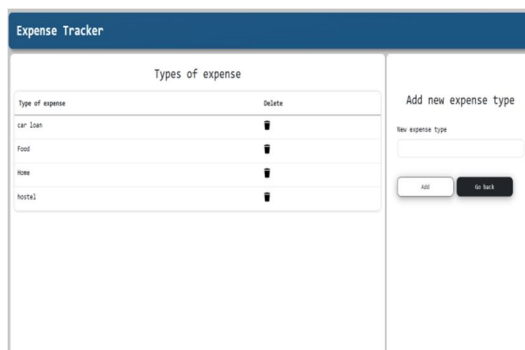 Expense Tracker
Types of expense
Type of expense Delete
car loan
Food
Home
hostel
Add new expense type
New expense type
Add Go back